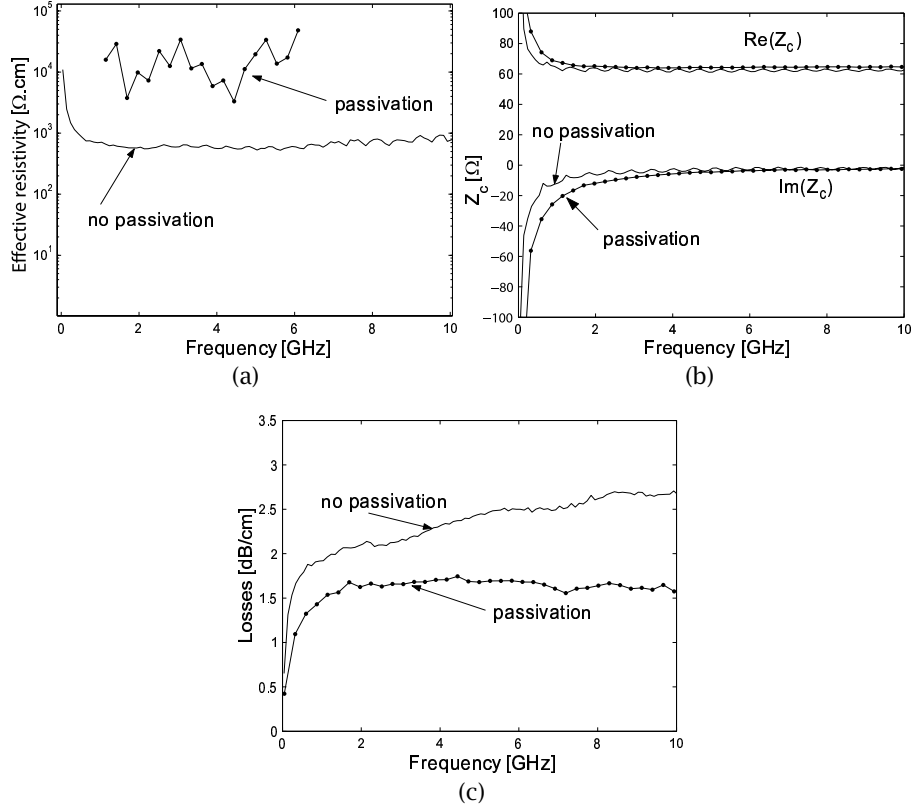 Effective resistivity [Ω.cm]
10^5
10^4
10^3
10^2
10^1
passivation
no passivation
0 2 4 6 8 10
Frequency [GHz]
(a)
Z_c [Ω]
100
80
60
40
20
0
−20
−40
−60
−80
−100
Re(Z_c)
no passivation
Im(Z_c)
passivation
0 2 4 6 8 10
Frequency [GHz]
(b)
Losses [dB/cm]
3.5
3
2.5
2
1.5
1
0.5
0
no passivation
passivation
0 2 4 6 8 10
Frequency [GHz]
(c)